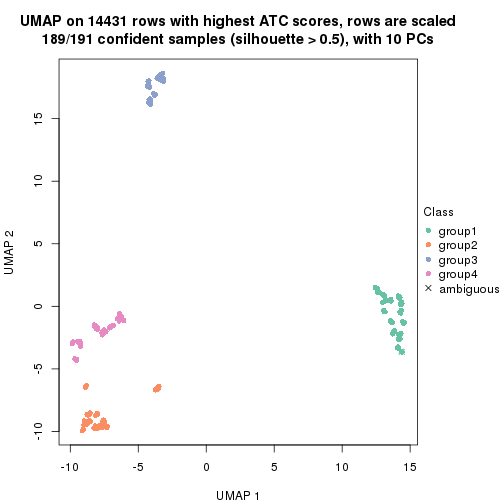 UMAP on 14431 rows with highest ATC scores, rows are scaled
189/191 confident samples (silhouette > 0.5), with 10 PCs
UMAP 2
15
10
5
0
-5
-10
-10
-5
0
5
10
15
UMAP 1
Class
group1
group2
group3
group4
ambiguous